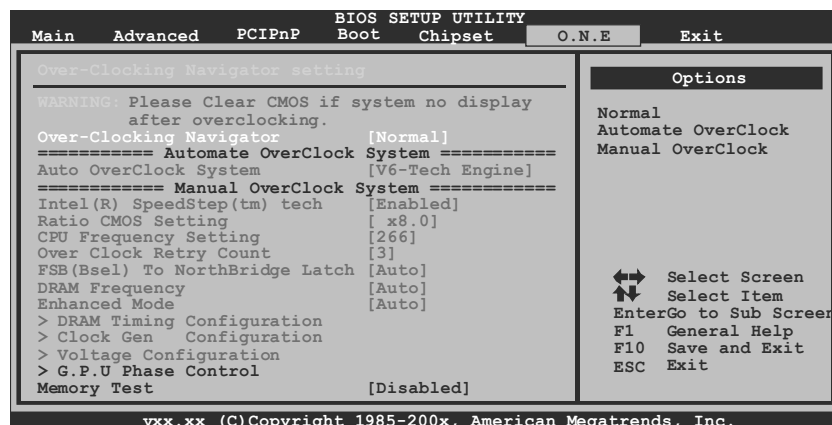 BIOS SETUP UTILITY
Main Advanced PCIPnP Boot Chipset O.N.E Exit
Over-Clocking Navigator setting
WARNING: Please Clear CMOS if system no display
after overclocking.
Over-Clocking Navigator [Normal]
=========== Automate OverClock System ===========
Auto OverClock System [V6-Tech Engine]
============ Manual OverClock System ============
Intel(R) SpeedStep(tm) tech [Enabled]
Ratio CMOS Setting [ x8.0]
CPU Frequency Setting [266]
Over Clock Retry Count [3]
FSB(Bsel) To NorthBridge Latch [Auto]
DRAM Frequency [Auto]
Enhanced Mode [Auto]
> DRAM Timing Configuration
> Clock Gen Configuration
> Voltage Configuration
> G.P.U Phase Control
Memory Test [Disabled]
Options
Normal
Automate OverClock
Manual OverClock
Select Screen
Select Item
EnterGo to Sub Screen
F1 General Help
F10 Save and Exit
ESC Exit
vxx.xx (C)Copyright 1985-200x, American Megatrends, Inc.